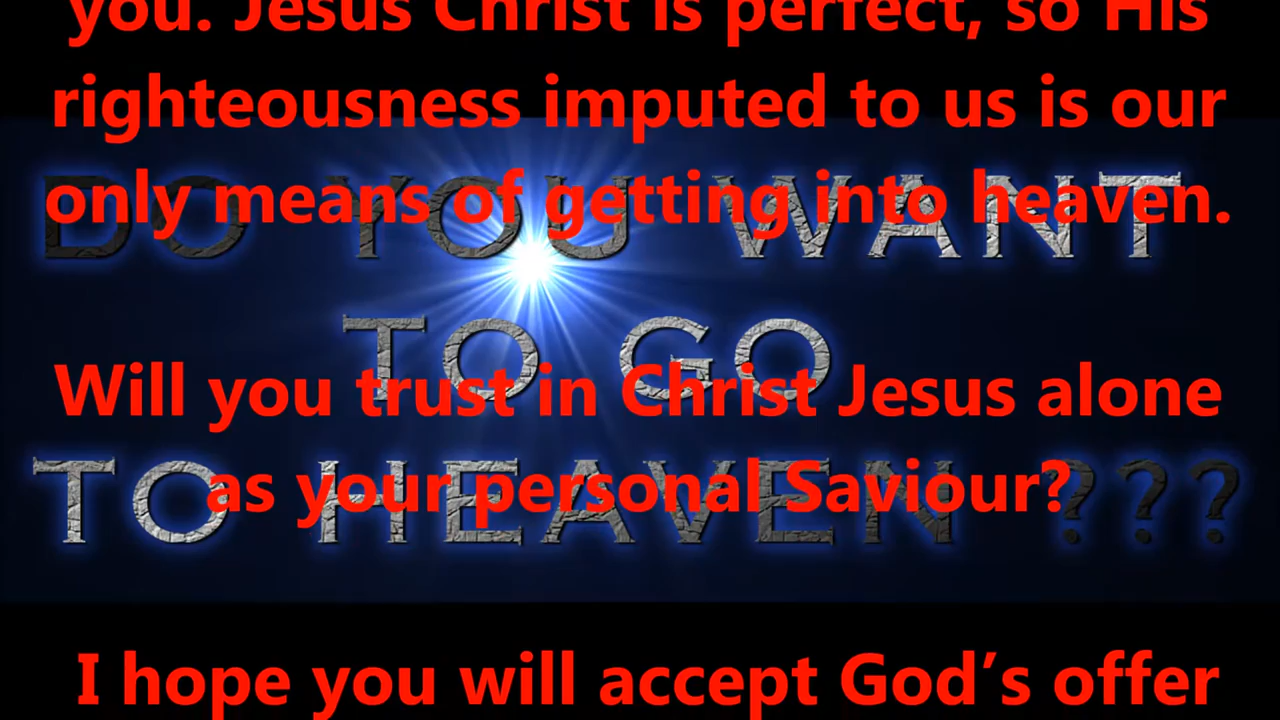 you. Jesus Christ is perfect, so His
righteousness imputed to us is our
only means of getting into heaven.
DO YOU WANT
TO GO
Will you trust in Christ Jesus alone
as your personal Saviour?
TO HEAVEN ???
I hope you will accept God’s offer